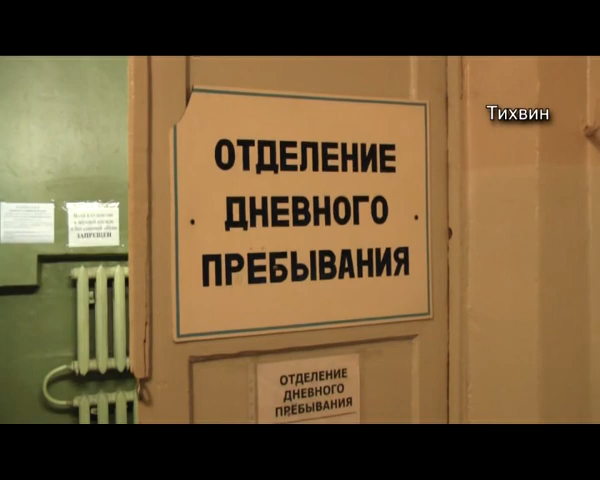 Тихвин
ОТДЕЛЕНИЕ
ДНЕВНОГО
ПРЕБЫВАНИЯ
ОТДЕЛЕНИЕ
ДНЕВНОГО
ПРЕБЫВАНИЯ
ЗАПРЕЩЕН